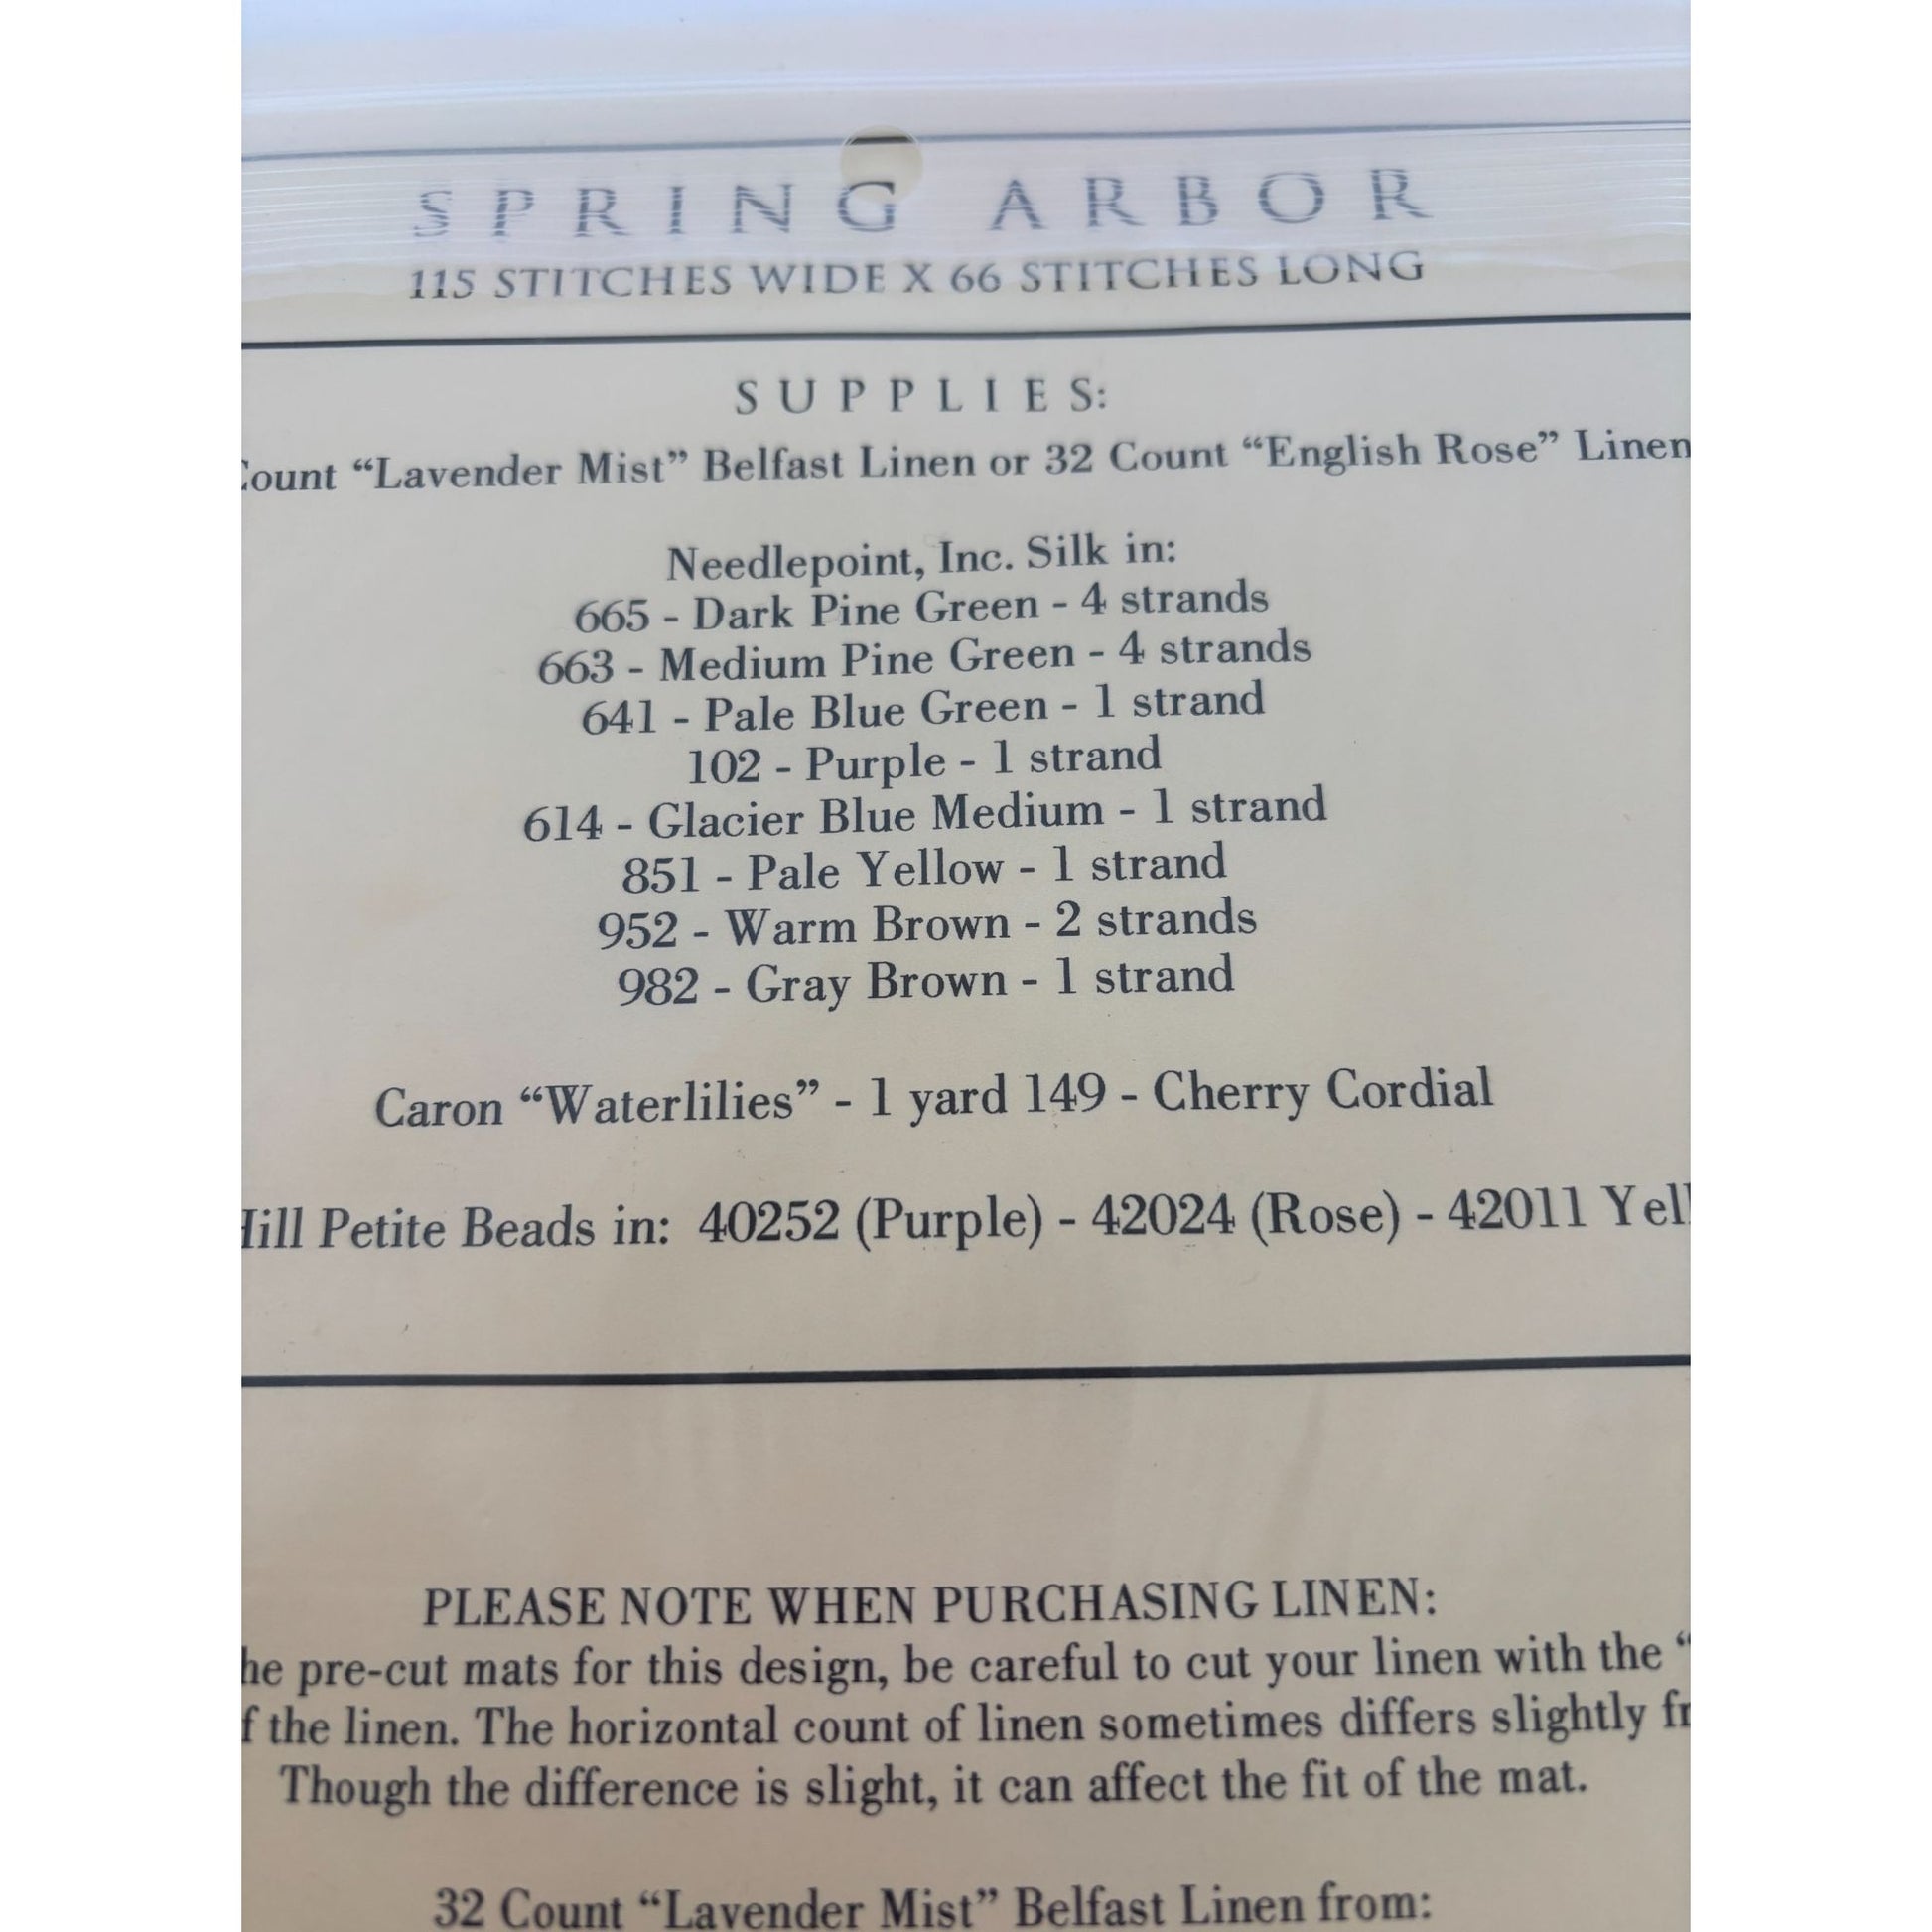 SPRING ARBOR
115 STITCHES WIDE X 66 STITCHES LONG
SUPPLIES:
Count “Lavender Mist” Belfast Linen or 32 Count “English Rose” Linen
Needlepoint, Inc. Silk in:
665 - Dark Pine Green - 4 strands
663 - Medium Pine Green - 4 strands
641 - Pale Blue Green - 1 strand
102 - Purple - 1 strand
614 - Glacier Blue Medium - 1 strand
851 - Pale Yellow - 1 strand
952 - Warm Brown - 2 strands
982 - Gray Brown - 1 strand
Caron “Waterlilies” - 1 yard 149 - Cherry Cordial
Hill Petite Beads in: 40252 (Purple) - 42024 (Rose) - 42011 Yell
PLEASE NOTE WHEN PURCHASING LINEN:
he pre-cut mats for this design, be careful to cut your linen with the “
f the linen. The horizontal count of linen sometimes differs slightly fr
Though the difference is slight, it can affect the fit of the mat.
32 Count “Lavender Mist” Belfast Linen from: